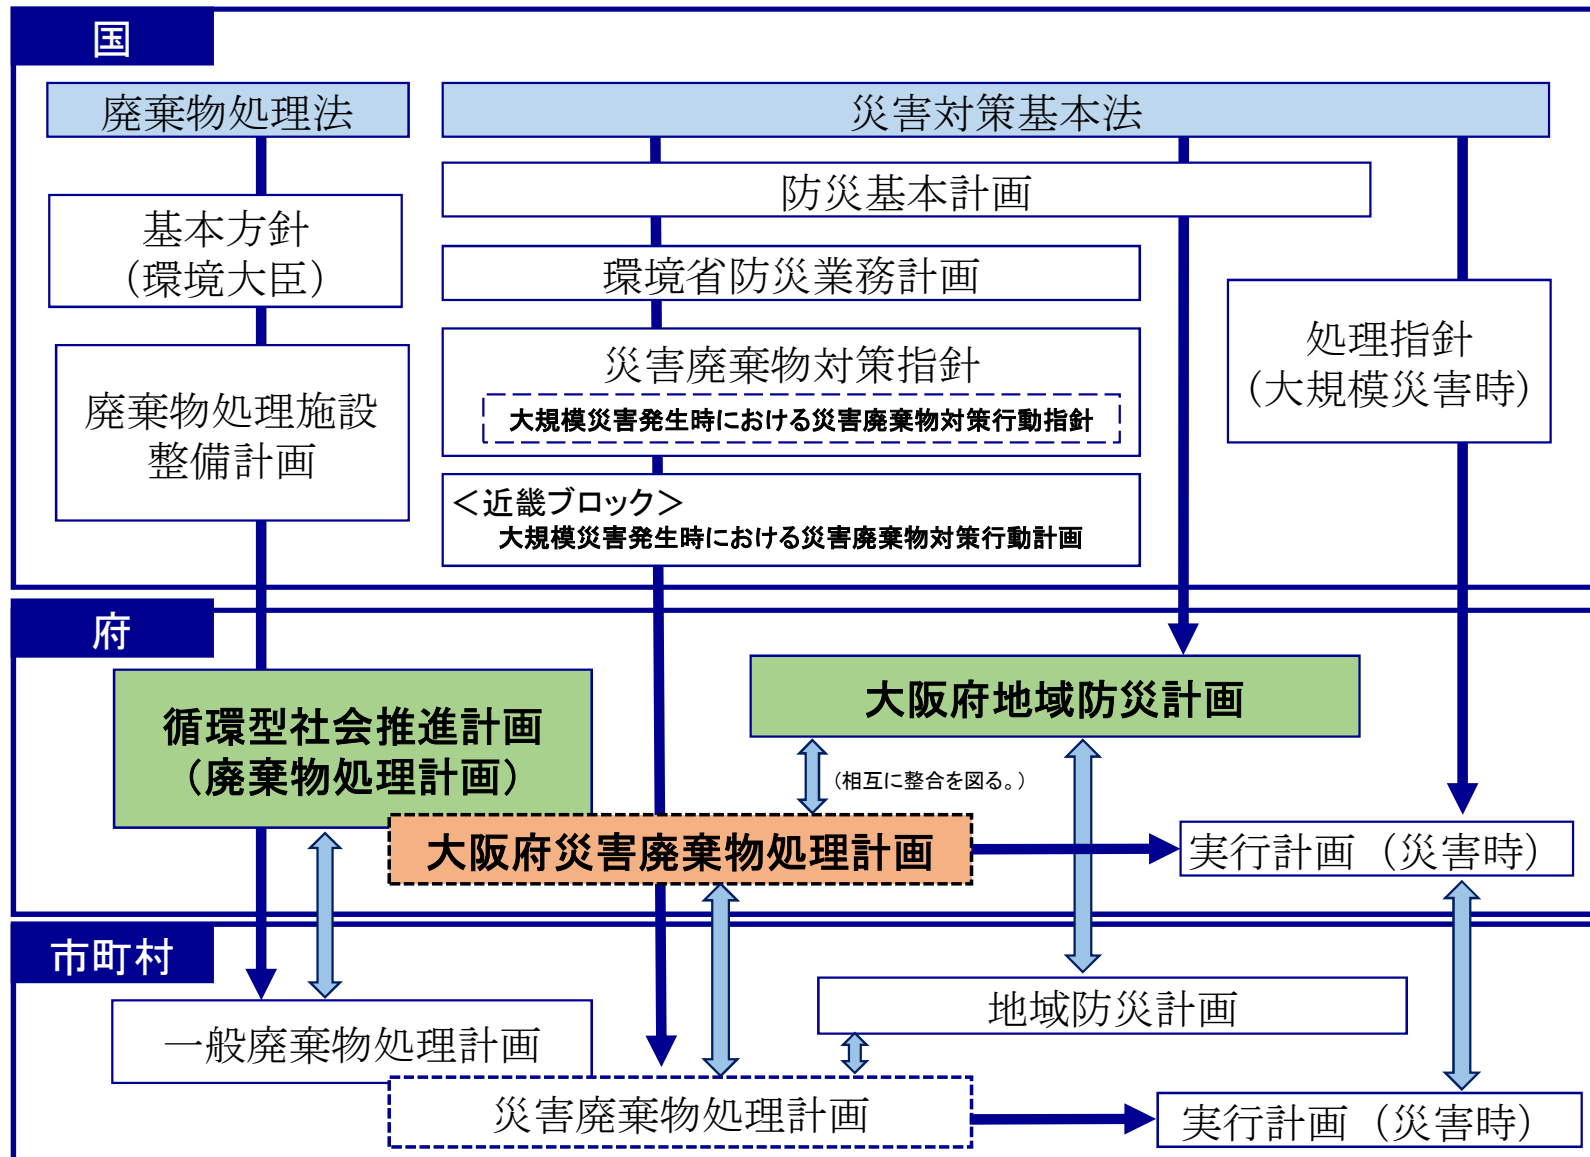 国
廃棄物処理法
災害対策基本法
防災基本計画
基本方針
（環境大臣）
環境省防災業務計画
処理指針
（大規模災害時）
災害廃棄物対策指針
大規模災害発生時における災害廃棄物対策行動指針
廃棄物処理施設
整備計画
＜近畿ブロック＞
大規模災害発生時における災害廃棄物対策行動計画
府
循環型社会推進計画
（廃棄物処理計画）
大阪府地域防災計画
（相互に整合を図る。）
大阪府災害廃棄物処理計画
実行計画（災害時）
市町村
一般廃棄物処理計画
地域防災計画
災害廃棄物処理計画
実行計画（災害時）